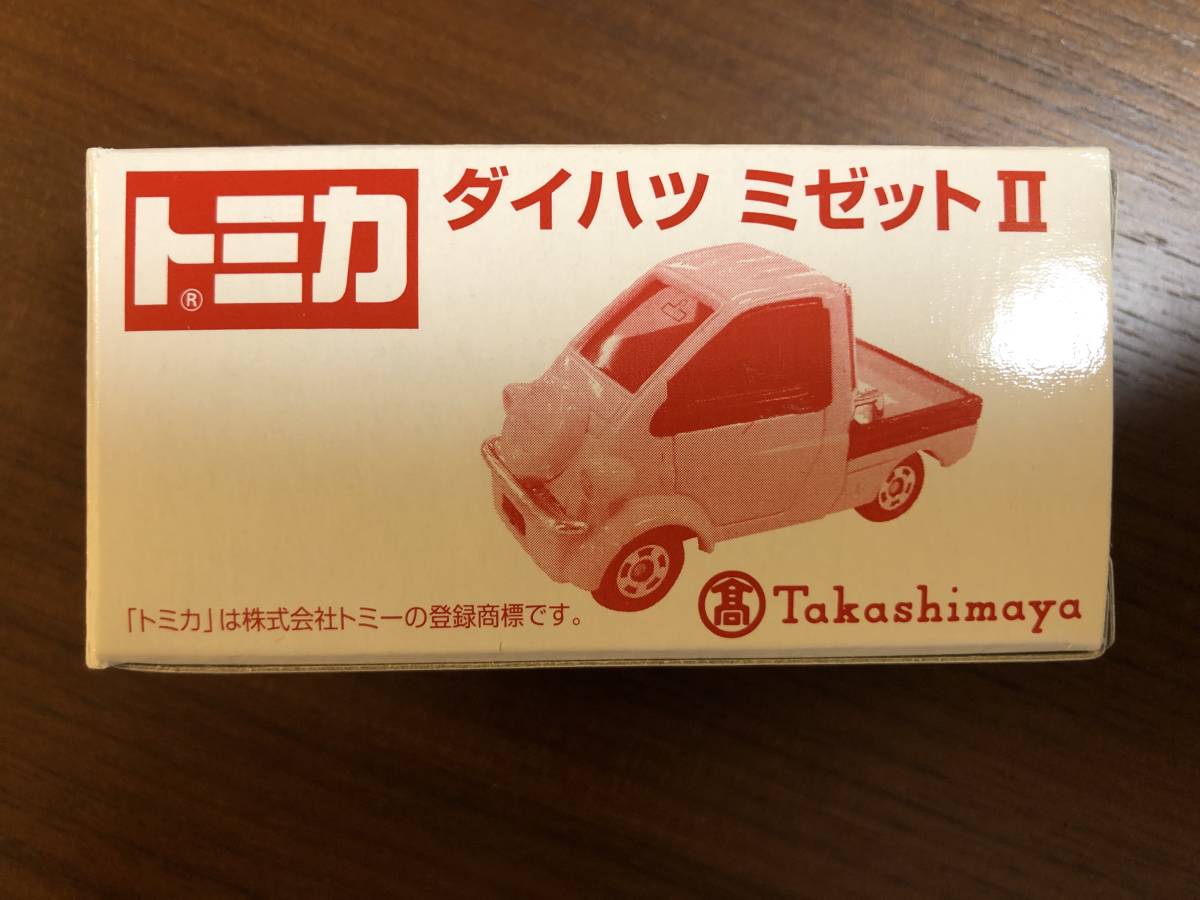 トミカ®
ダイハツ ミゼットⅡ
「トミカ」は株式会社トミーの登録商標です。
髙 Takashimaya